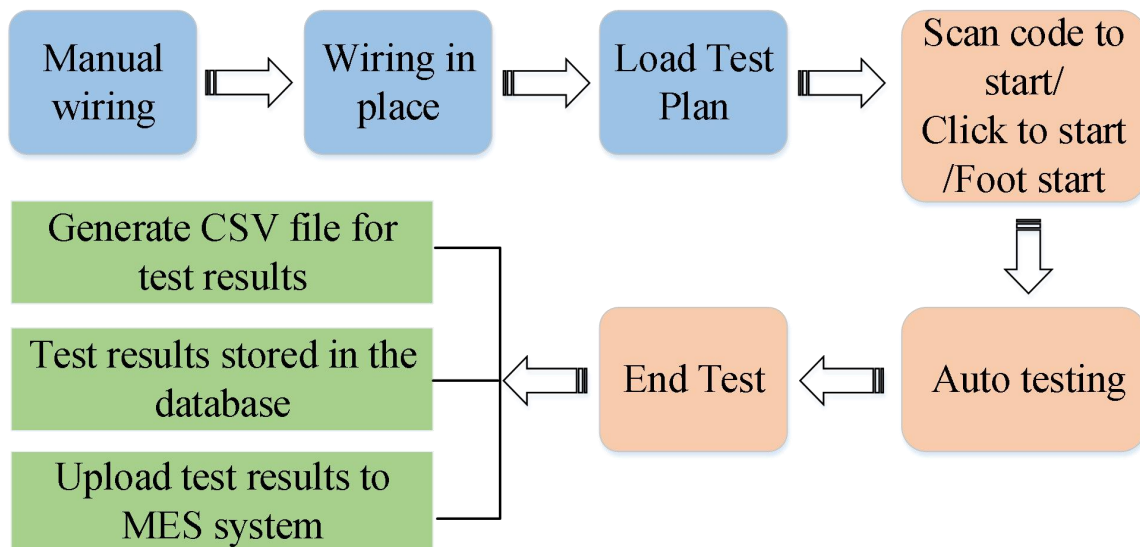 Manual
wiring
Wiring in
place
Load Test
Plan
Scan code to
start/
Click to start
/Foot start
Auto testing
End Test
Generate CSV file for
test results
Test results stored in the
database
Upload test results to
MES system